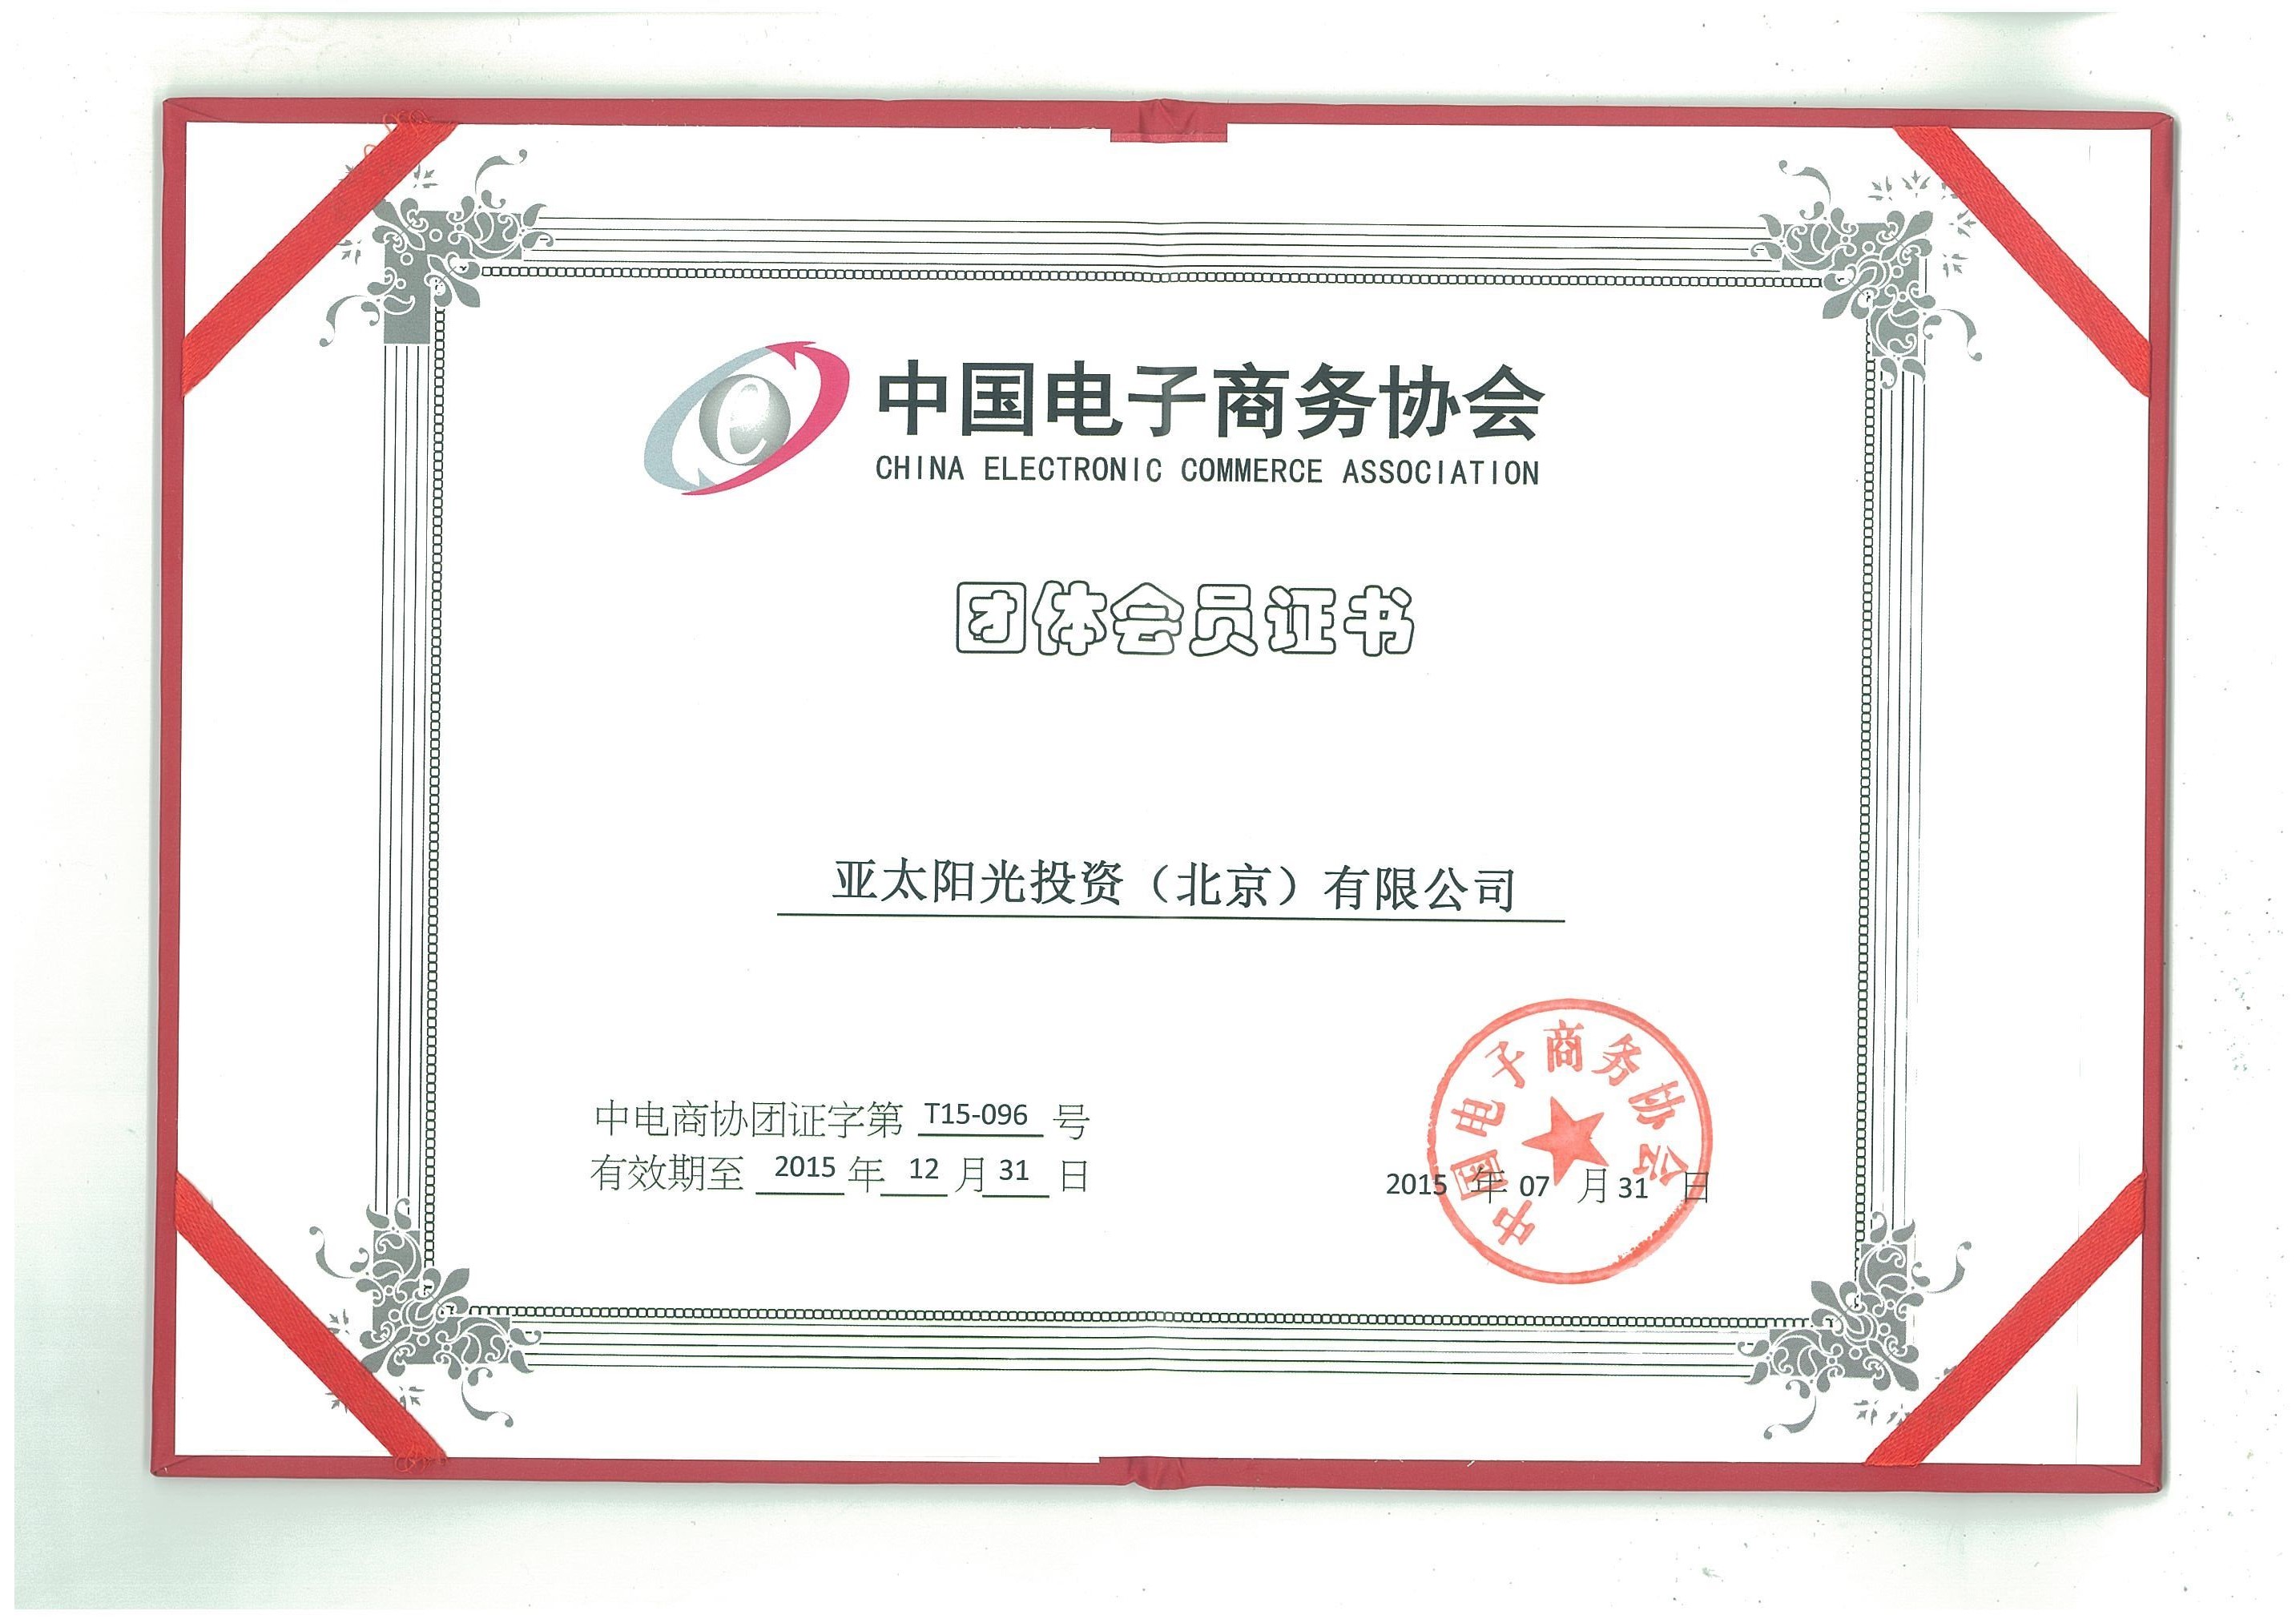 中国电子商务协会
CHINA ELECTRONIC COMMERCE ASSOCIATION
团体会员证书
亚太阳光投资（北京）有限公司
中电商协团证字第 T15-096 号
有效期至 2015 年 12 月 31 日
中国电子商务协会
2015 年 07 月 31 日